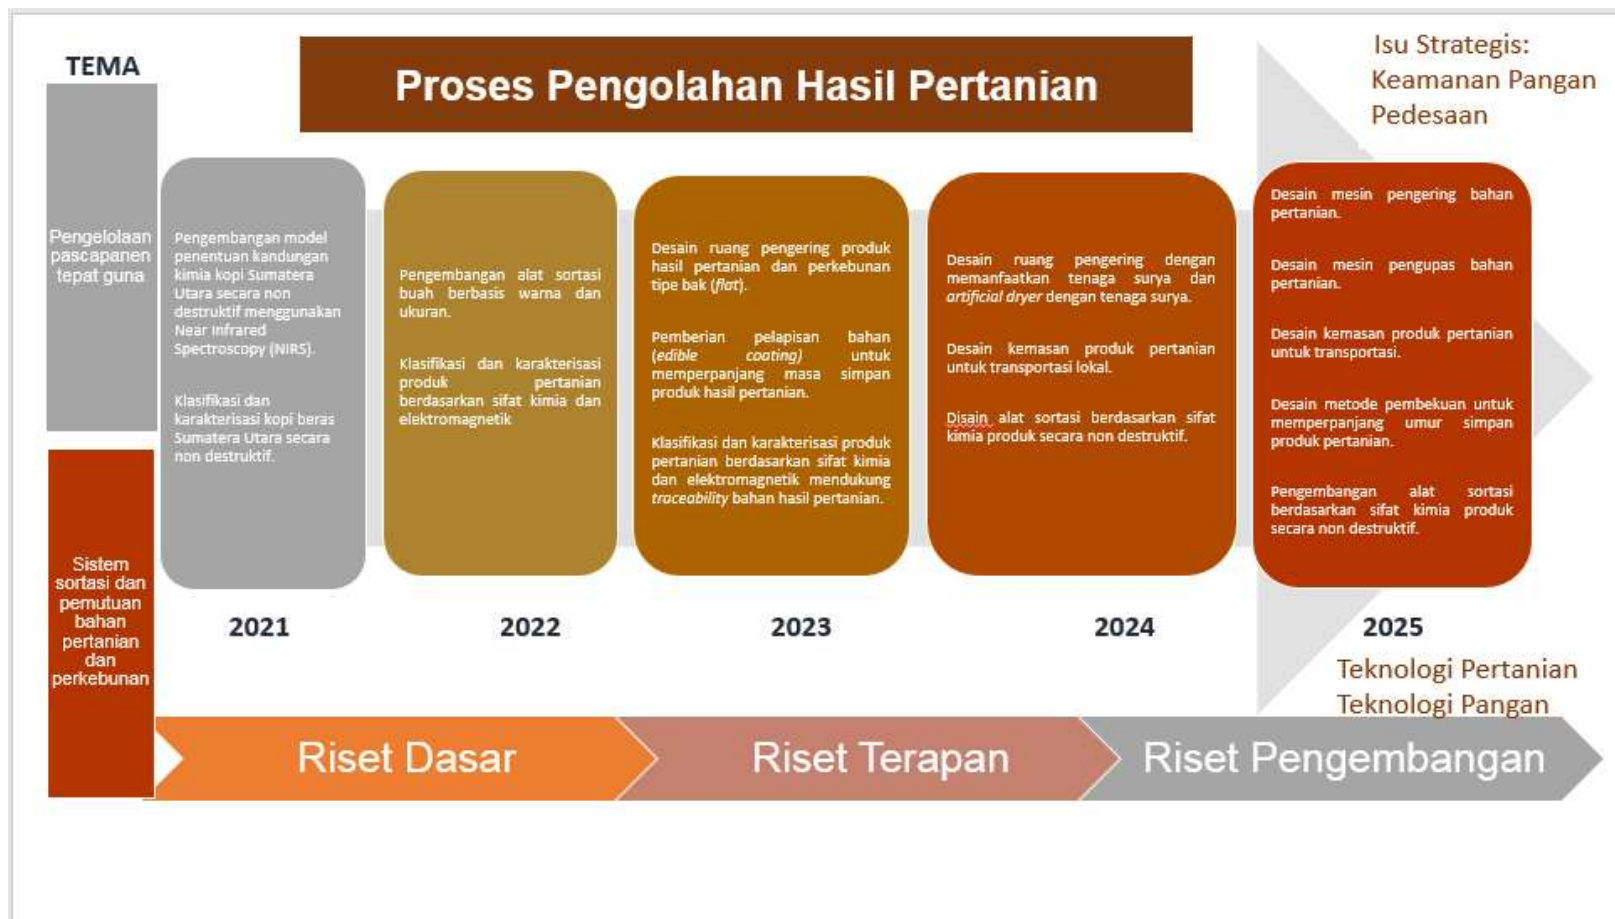 TEMA
Proses Pengolahan Hasil Pertanian
Isu Strategis:
Keamanan Pangan
Pedesaan
Pengelolaan
pascapanen
tepat guna
Sistem
sortasi dan
pemutuan
bahan
pertanian
dan
perkebunan
Pengembangan model
penentuan kandungan
kimia kopi Sumatera
Utara secara non
destruktif menggunakan
Near Infrared
Spectroscopy (NIRS).
Klasifikasi dan
karakterisasi kopi beras
Sumatera Utara secara
non destruktif.
Pengembangan alat sortasi
buah berbasis warna dan
ukuran.
Klasifikasi dan karakterisasi
produk pertanian
berdasarkan sifat kimia dan
elektromagnetik
Desain ruang pengering produk
hasil pertanian dan perkebunan
tipe bak (flat).
Pemberian pelapisan bahan
(edible coating) untuk
memperpanjang masa simpan
produk hasil pertanian.
Klasifikasi dan karakterisasi produk
pertanian berdasarkan sifat kimia
dan elektromagnetik mendukung
traceability bahan hasil pertanian.
Desain ruang pengering dengan
memanfaatkan tenaga surya dan
artificial dryer dengan tenaga surya.
Desain kemasan produk pertanian
untuk transportasi lokal.
Disain alat sortasi berdasarkan sifat
kimia produk secara non destruktif.
Desain mesin pengering bahan
pertanian.
Desain mesin pengupas bahan
pertanian.
Desain kemasan produk pertanian
untuk transportasi.
Desain metode pembekuan untuk
memperpanjang umur simpan
produk pertanian.
Pengembangan alat sortasi
berdasarkan sifat kimia produk
secara non destruktif.
2021
2022
2023
2024
2025
Teknologi Pertanian
Teknologi Pangan
Riset Dasar
Riset Terapan
Riset Pengembangan